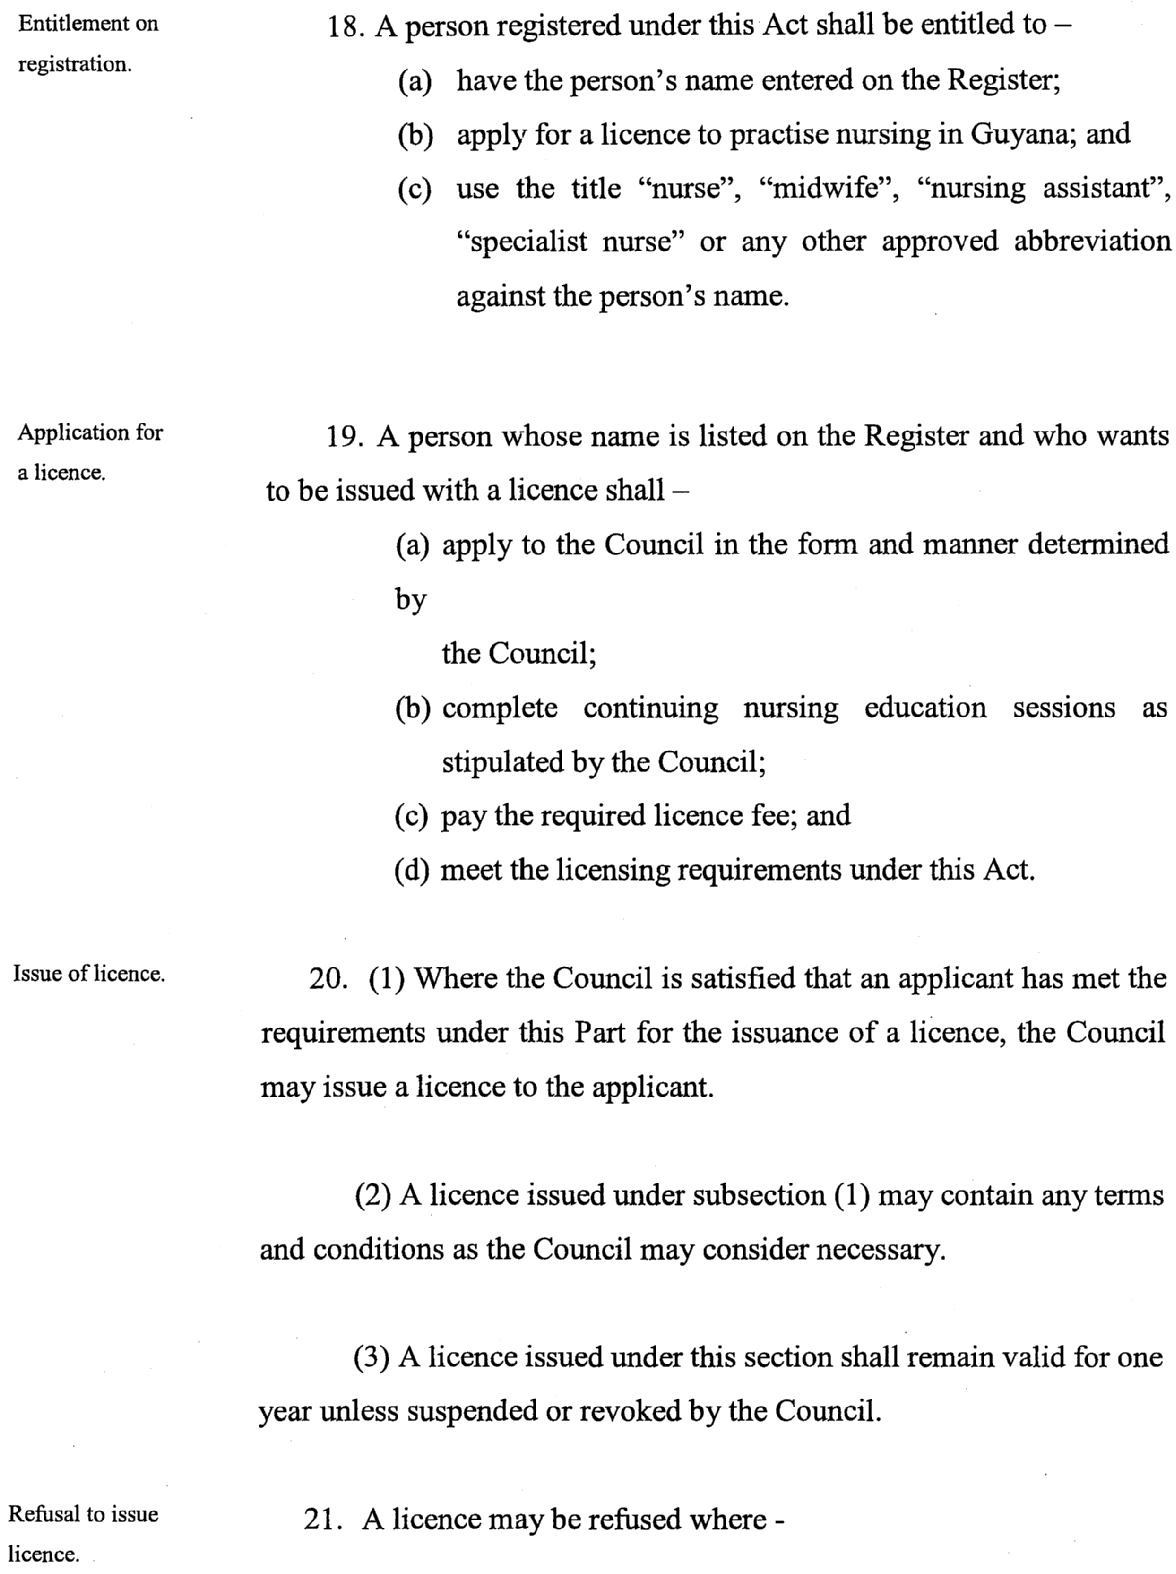 Entitlement on
registration.
18. A person registered under this Act shall be entitled to –
(a) have the person's name entered on the Register;
(b) apply for a licence to practise nursing in Guyana; and
(c) use the title “nurse”, “midwife”, “nursing assistant”,
“specialist nurse” or any other approved abbreviation
against the person's name.
Application for
a licence.
19. A person whose name is listed on the Register and who wants
to be issued with a licence shall –
(a) apply to the Council in the form and manner determined
by
the Council;
(b) complete continuing nursing education sessions as
stipulated by the Council;
(c) pay the required licence fee; and
(d) meet the licensing requirements under this Act.
Issue of licence.
20. (1) Where the Council is satisfied that an applicant has met the
requirements under this Part for the issuance of a licence, the Council
may issue a licence to the applicant.
(2) A licence issued under subsection (1) may contain any terms
and conditions as the Council may consider necessary.
(3) A licence issued under this section shall remain valid for one
year unless suspended or revoked by the Council.
Refusal to issue
licence.
21. A licence may be refused where -